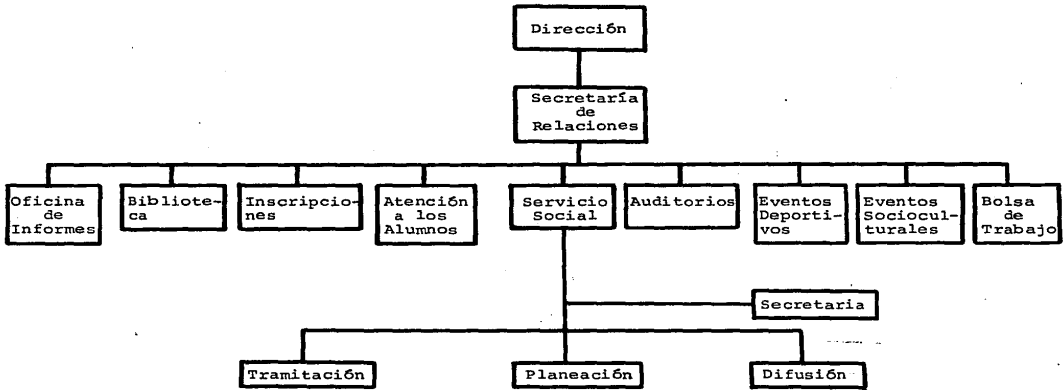 Dirección
Secretaría
de
Relaciones
Oficina
de
Informes
Bibliote-
ca
Inscripcio-
nes
Atención
a los
Alumnos
Servicio
Social
Auditorios
Eventos
Deporti-
vos
Eventos
Sociocul-
turales
Bolsa
de
Trabajo
Secretaria
Tramitación
Planeación
Difusión